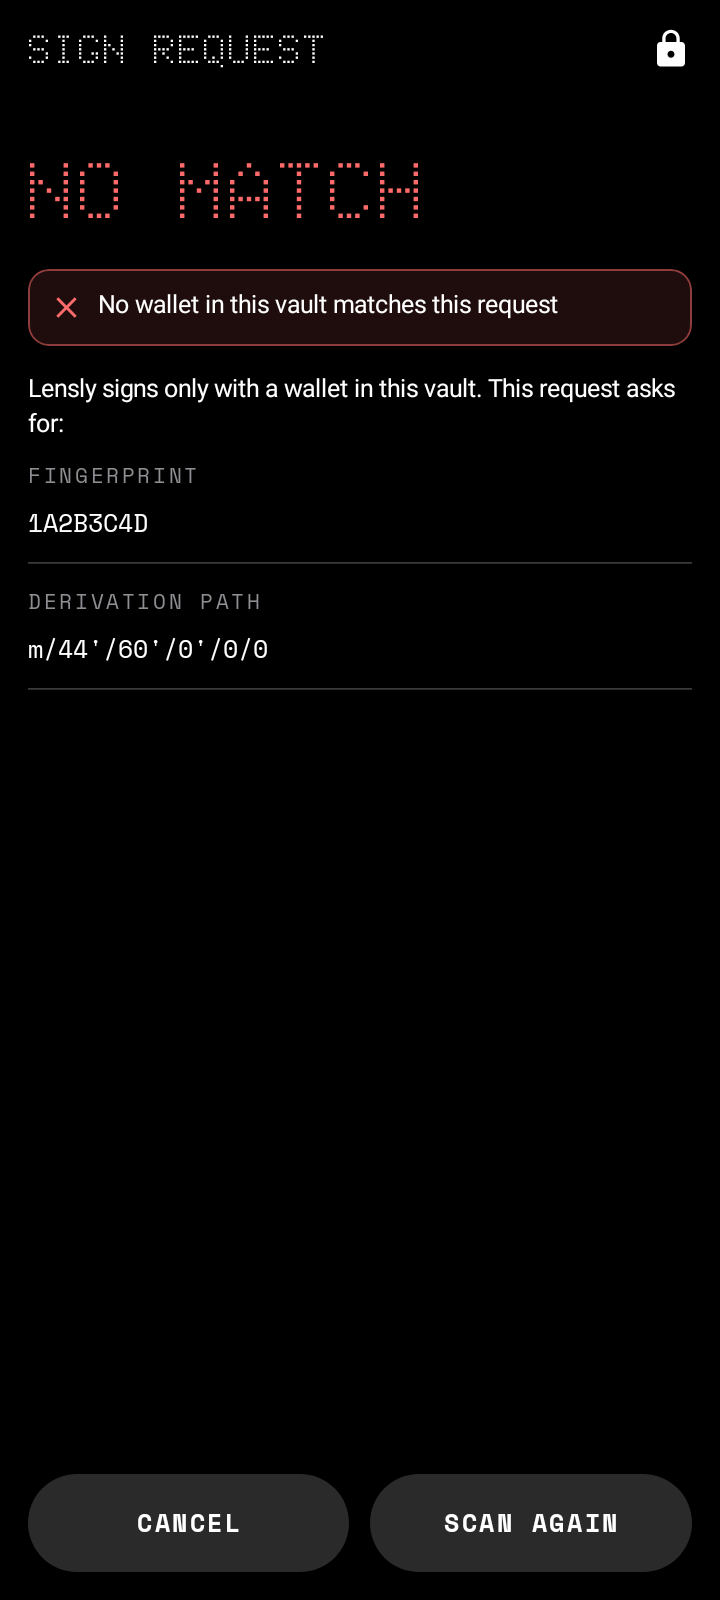 SIGN REQUEST
NO MATCH
No wallet in this vault matches this request
Lensly signs only with a wallet in this vault. This request asks
for:
FINGERPRINT
1A2B3C4D
DERIVATION PATH
m/44'/60'/0'/0/0
CANCEL
SCAN AGAIN